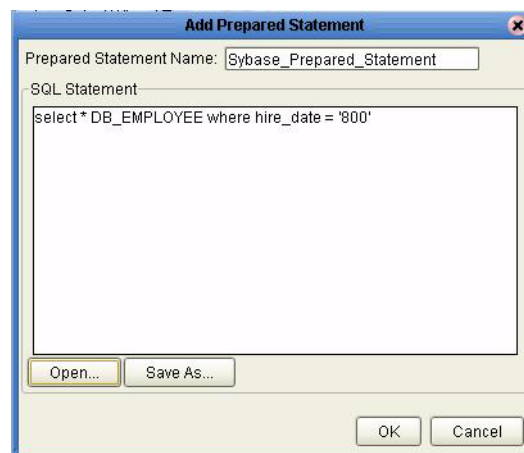 Add Prepared Statement
Prepared Statement Name: Sybase_Prepared_Statement
SQL Statement
select * DB_EMPLOYEE where hire_date = '800'
Open... Save As...
OK Cancel